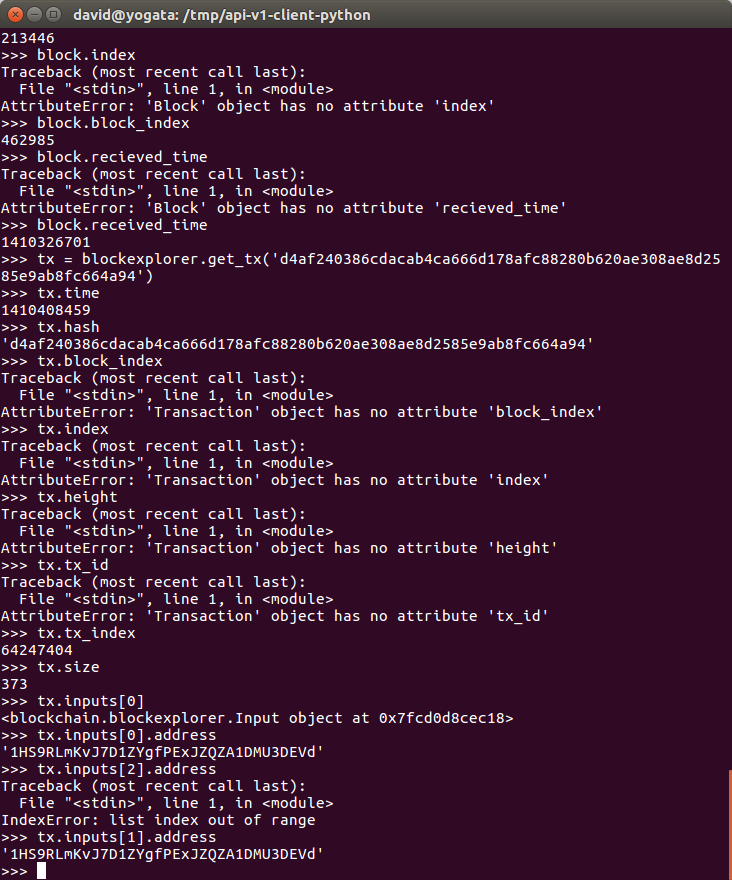 david@yogata: /tmp/api-v1-client-python
213446
>>> block.index
Traceback (most recent call last):
  File "<stdin>", line 1, in <module>
AttributeError: 'Block' object has no attribute 'index'
>>> block.block_index
462985
>>> block.recieved_time
Traceback (most recent call last):
  File "<stdin>", line 1, in <module>
AttributeError: 'Block' object has no attribute 'recieved_time'
>>> block.received_time
1410326701
>>> tx = blockexplorer.get_tx('d4af240386cdacab4ca666d178afc88280b620ae308ae8d25
85e9ab8fc664a94')
>>> tx.time
1410408459
>>> tx.hash
'd4af240386cdacab4ca666d178afc88280b620ae308ae8d2585e9ab8fc664a94'
>>> tx.block_index
Traceback (most recent call last):
  File "<stdin>", line 1, in <module>
AttributeError: 'Transaction' object has no attribute 'block_index'
>>> tx.index
Traceback (most recent call last):
  File "<stdin>", line 1, in <module>
AttributeError: 'Transaction' object has no attribute 'index'
>>> tx.height
Traceback (most recent call last):
  File "<stdin>", line 1, in <module>
AttributeError: 'Transaction' object has no attribute 'height'
>>> tx.tx_id
Traceback (most recent call last):
  File "<stdin>", line 1, in <module>
AttributeError: 'Transaction' object has no attribute 'tx_id'
>>> tx.tx_index
64247404
>>> tx.size
373
>>> tx.inputs[0]
<blockchain.blockexplorer.Input object at 0x7fcd0d8cec18>
>>> tx.inputs[0].address
'1HS9RLmKvJ7D1ZYgfPExJZQZA1DMU3DEVd'
>>> tx.inputs[2].address
Traceback (most recent call last):
  File "<stdin>", line 1, in <module>
IndexError: list index out of range
>>> tx.inputs[1].address
'1HS9RLmKvJ7D1ZYgfPExJZQZA1DMU3DEVd'
>>>